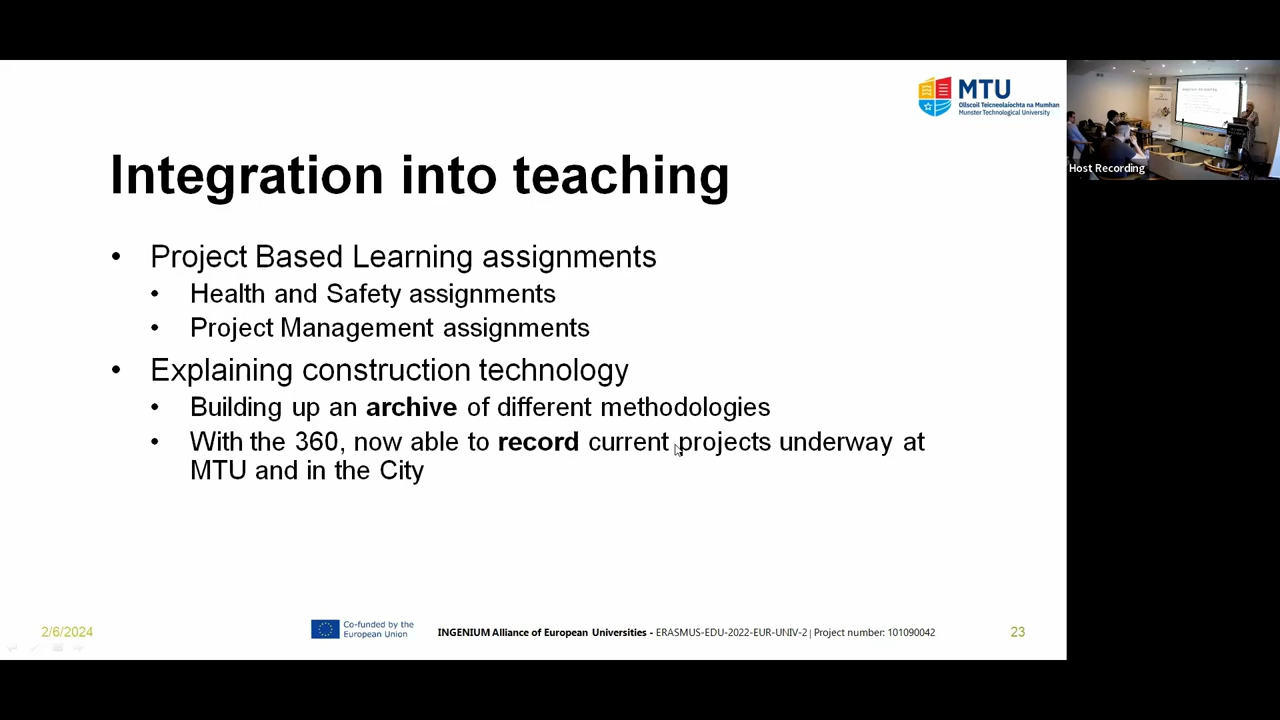 MTU
Ollscoil Teicneolaíochta na Mumhan
Munster Technological University
Host Recording
Integration into teaching
• Project Based Learning assignments
• Health and Safety assignments
• Project Management assignments
• Explaining construction technology
• Building up an archive of different methodologies
• With the 360, now able to record current projects underway at
MTU and in the City
2/6/2024
Co-funded by the
European Union
INGENIUM Alliance of European Universities - ERASMUS-EDU-2022-EUR-UNIV-2 | Project number: 101090042
23